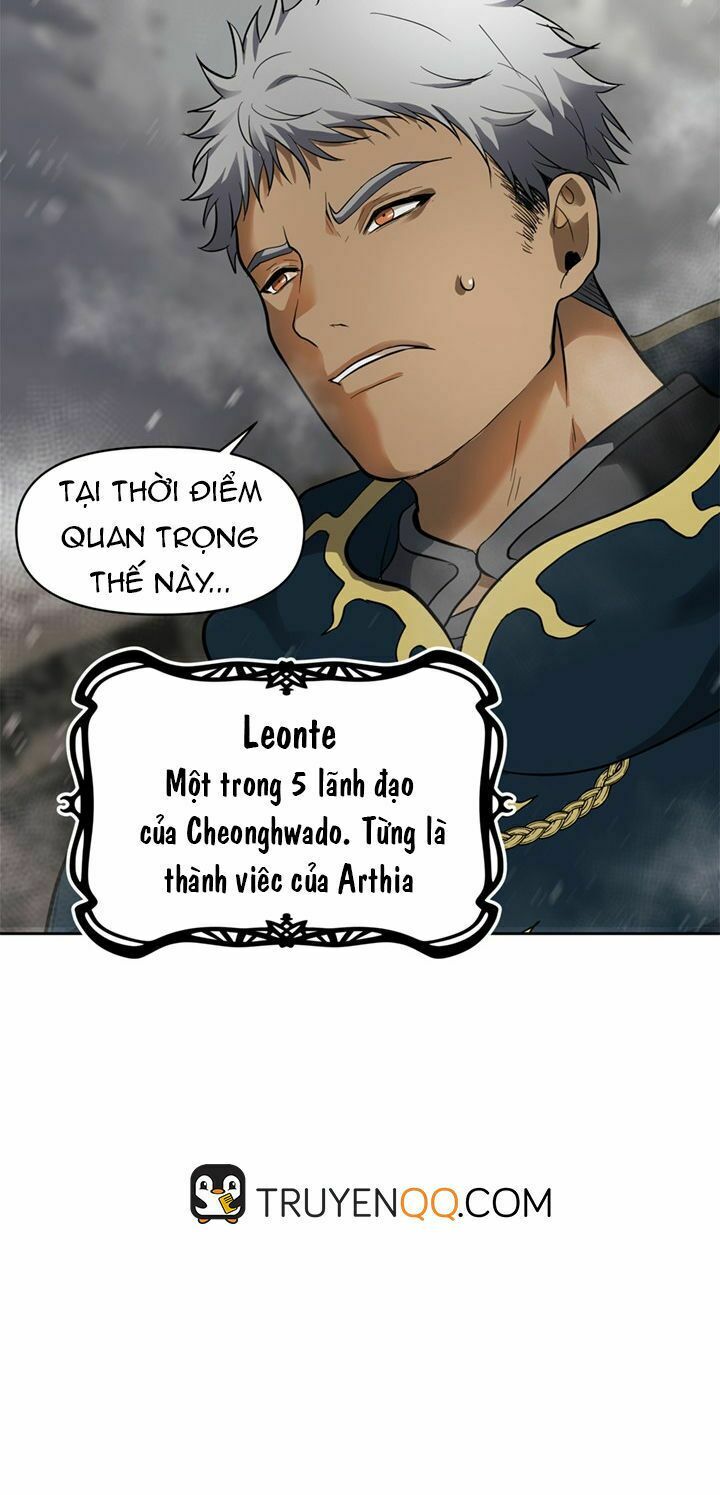 TẠI THỜI ĐIỂM
QUAN TRỌNG
THẾ NÀY...
Leonte
Một trong 5 lãnh đạo
của Cheonghwado. Từng là
thành viêc của Arthia
TRUYENQQ.COM